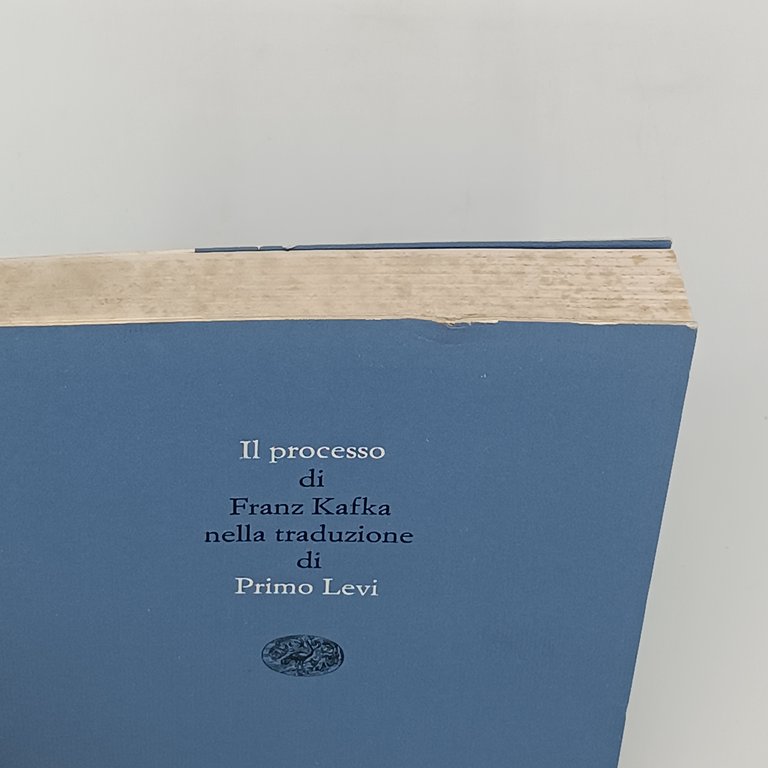 Il processo
di
Franz Kafka
nella traduzione
di
Primo Levi